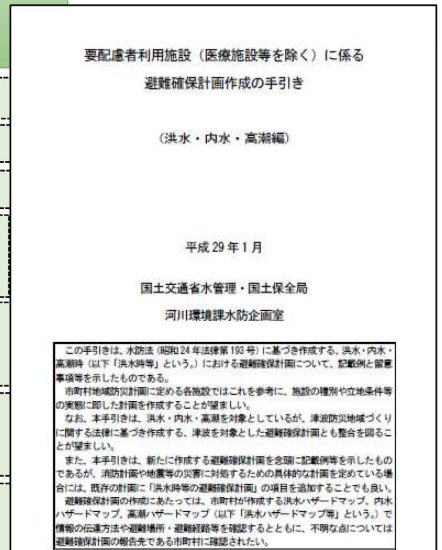 要配慮者利用施設（医療施設等を除く）に係る
避難確保計画作成の手引き
（洪水・内水・高潮編）
平成 29 年 1 月
国土交通省水管理・国土保全局
河川環境課水防企画室
この手引きは、水防法（昭和 24 年法律第 193 号）に基づき作成する、洪水・内水・
高潮時（以下「洪水時等」という。）における避難確保計画について、記載例と留意
事項等を示したものである。
市町村地域防災計画に定める各施設ではこれを参考に、施設の種別や立地条件等
の実態に即した計画を作成することが望ましい。
なお、本手引きは、洪水・内水・高潮を対象としているが、津波防災地域づくり
に関する法律に基づき作成する、津波を対象とした避難確保計画とも整合を図るこ
とが望ましい。
また、本手引きは、新たに作成する避難確保計画を念頭に記載例等を示したもの
であるが、消防計画や地震等の災害に対処するための具体的な計画を定めている場
合には、既存の計画に「洪水時等の避難確保計画」の項目を追加することでも良い。
避難確保計画の作成にあたっては、市町村が作成する洪水ハザードマップ、内水
ハザードマップ、高潮ハザードマップ（以下「洪水ハザードマップ等」という。）で
情報の伝達方法や避難場所・避難経路等を確認するとともに、不明な点については
避難確保計画の報告先である市町村に確認されたい。